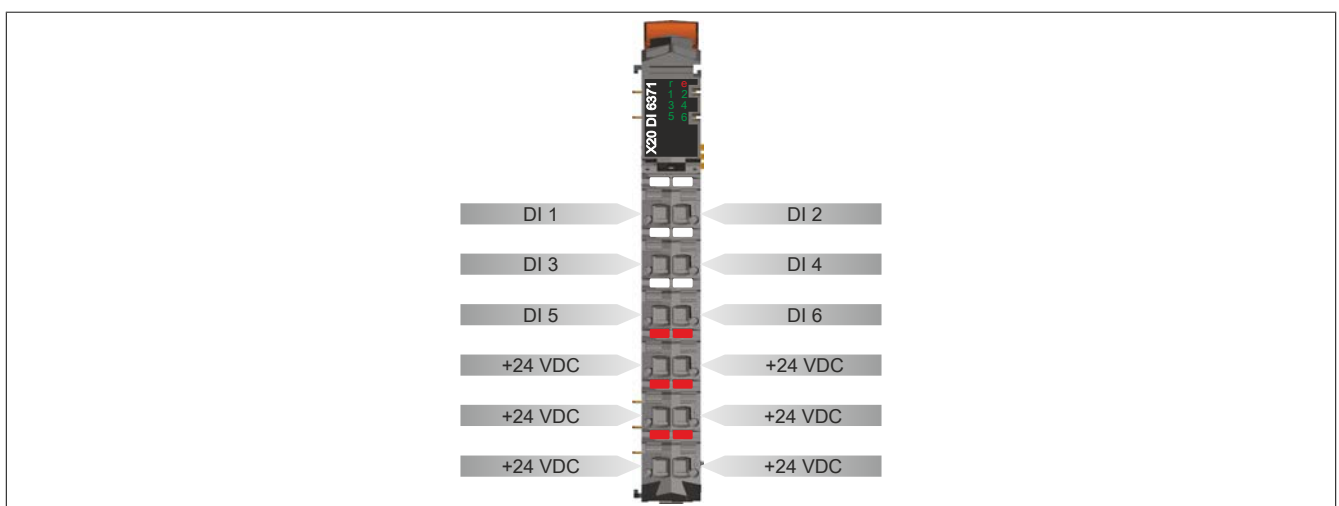 X20 DI 6371
r e
1 2
3 4
5 6
DI 1 DI 2
DI 3 DI 4
DI 5 DI 6
+24 VDC +24 VDC
+24 VDC +24 VDC
+24 VDC +24 VDC